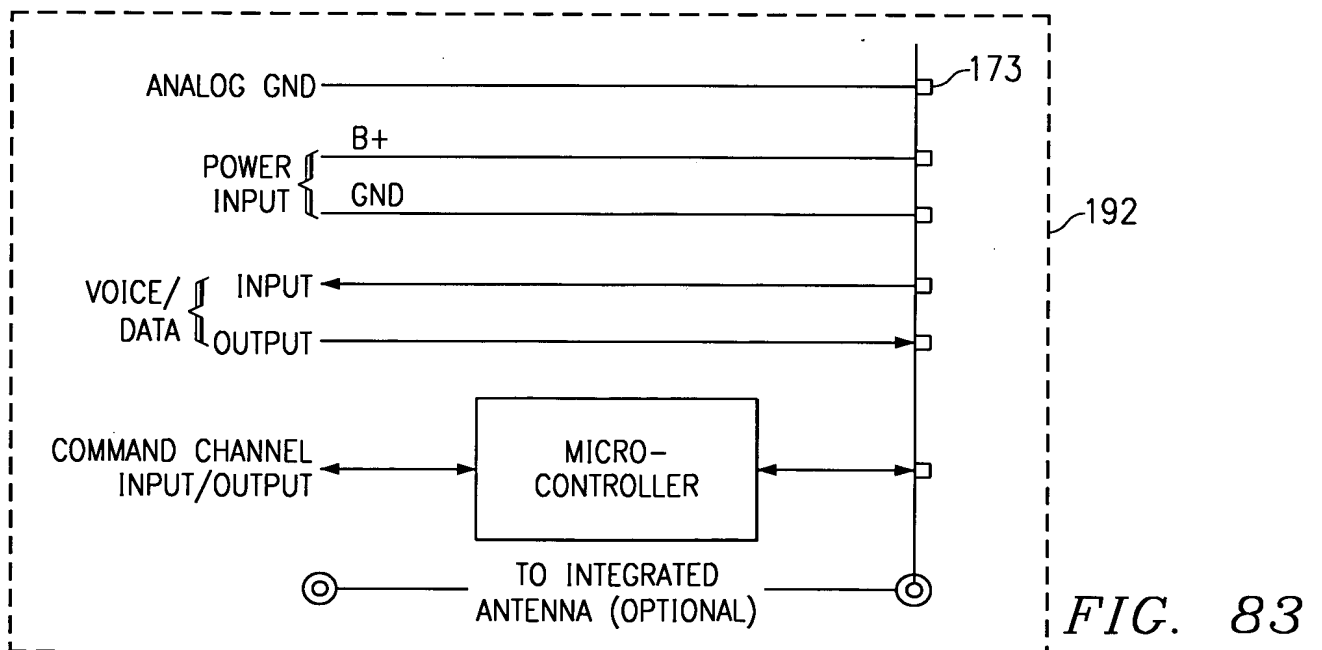 ANALOG GND
173
B+
POWER
INPUT
GND
192
VOICE/
DATA
INPUT
OUTPUT
COMMAND CHANNEL
INPUT/OUTPUT
MICRO-
CONTROLLER
TO INTEGRATED
ANTENNA (OPTIONAL)
FIG. 83